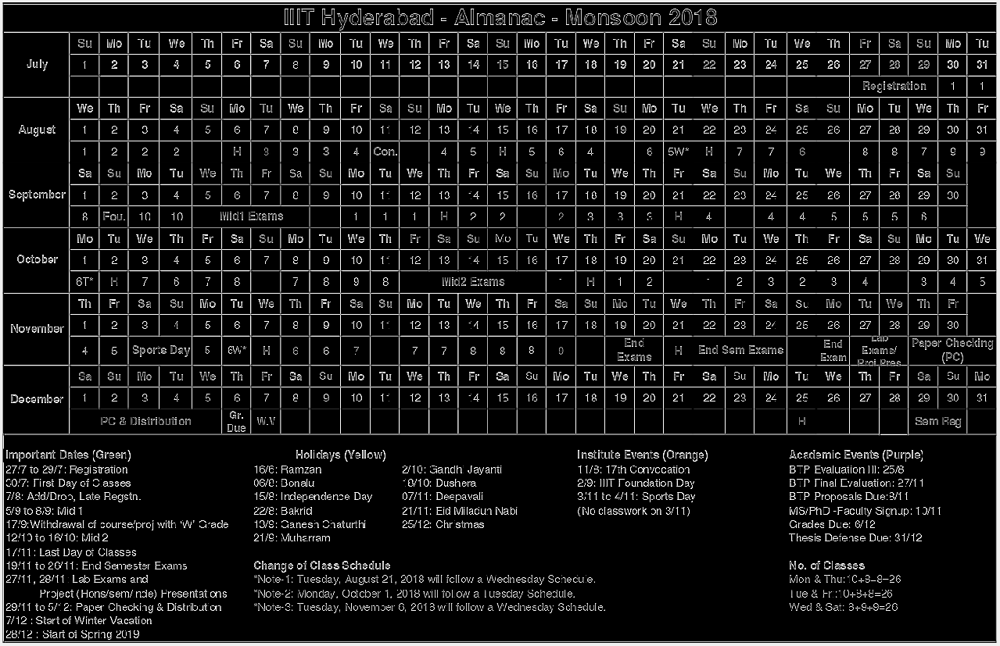 IIIT Hyderabad - Almanac - Monsoon 2018
Su Mo Tu We Th Fr Sa Su Mo Tu We Th Fr Sa Su Mo Tu We Th Fr Sa Su Mo Tu We Th Fr Sa Su Mo Tu
July 1 2 3 4 5 6 7 8 9 10 11 12 13 14 15 16 17 18 19 20 21 22 23 24 25 26 27 28 29 30 31
Registration 1 1
We Th Fr Sa Su Mo Tu We Th Fr Sa Su Mo Tu We Th Fr Sa Su Mo Tu We Th Fr Sa Su Mo Tu We Th Fr
August 1 2 3 4 5 6 7 8 9 10 11 12 13 14 15 16 17 18 19 20 21 22 23 24 25 26 27 28 29 30 31
1 2 2 2 H 3 3 3 4 Con. 4 5 H 5 6 4 6 5W* H 7 7 6 8 8 7 9 9
Sa Su Mo Tu We Th Fr Sa Su Mo Tu We Th Fr Sa Su Mo Tu We Th Fr Sa Su Mo Tu We Th Fr Sa Su
September 1 2 3 4 5 6 7 8 9 10 11 12 13 14 15 16 17 18 19 20 21 22 23 24 25 26 27 28 29 30
8 Fou. 10 10 Mid1 Exams 1 1 1 H 2 2 2 3 3 3 H 4 4 4 5 5 5 6
Mo Tu We Th Fr Sa Su Mo Tu We Th Fr Sa Su Mo Tu We Th Fr Sa Su Mo Tu We Th Fr Sa Su Mo Tu We
October 1 2 3 4 5 6 7 8 9 10 11 12 13 14 15 16 17 18 19 20 21 22 23 24 25 26 27 28 29 30 31
6T* H 7 6 7 8 7 8 9 8 Mid2 Exams 1 H 1 2 1 2 3 2 3 4 3 4 5
Th Fr Sa Su Mo Tu We Th Fr Sa Su Mo Tu We Th Fr Sa Su Mo Tu We Th Fr Sa Su Mo Tu We Th Fr
November 1 2 3 4 5 6 7 8 9 10 11 12 13 14 15 16 17 18 19 20 21 22 23 24 25 26 27 28 29 30
4 5 Sports Day 5 6W* H 6 6 7 7 7 8 8 8 9 End Exams H End Sem Exams End Exam Lab Exams/ Proj Pres Paper Checking (PC)
Sa Su Mo Tu We Th Fr Sa Su Mo Tu We Th Fr Sa Su Mo Tu We Th Fr Sa Su Mo Tu We Th Fr Sa Su Mo
December 1 2 3 4 5 6 7 8 9 10 11 12 13 14 15 16 17 18 19 20 21 22 23 24 25 26 27 28 29 30 31
PC & Distribution Gr. Due W.V H Sem Reg
Important Dates (Green)
27/7 to 29/7: Registration
30/7: First Day of Classes
7/8: Add/Drop, Late Regstn.
5/9 to 8/9: Mid 1
17/9:Withdrawal of course/proj with 'W' Grade
12/10 to 16/10: Mid 2
17/11: Last Day of Classes
19/11 to 26/11: End Semester Exams
27/11, 28/11: Lab Exams and
Project (Hons/sem/inde) Presentations
29/11 to 5/12: Paper Checking & Distribution
7/12 : Start of Winter Vacation
28/12 : Start of Spring 2019
Holidays (Yellow)
16/6: Ramzan
06/8: Bonalu
15/8: Independence Day
22/8: Bakrid
13/9: Ganesh Chaturthi
21/9: Muharram
2/10: Gandhi Jayanti
18/10: Dushera
07/11: Deepavali
21/11: Eid Miladun Nabi
25/12: Christmas
Change of Class Schedule
*Note-1: Tuesday, August 21, 2018 will follow a Wednesday Schedule.
*Note-2: Monday, October 1, 2018 will follow a Tuesday Schedule.
*Note-3: Tuesday, November 6, 2018 will follow a Wednesday Schedule.
Institute Events (Orange)
11/8: 17th Convocation
2/9: IIIT Foundation Day
3/11 to 4/11: Sports Day
(No classwork on 3/11)
Academic Events (Purple)
BTP Evaluation III: 25/8
BTP Final Evaluation: 27/11
BTP Proposals Due:8/11
MS/PhD -Faculty Signup: 10/11
Grades Due: 6/12
Thesis Defense Due: 31/12
No. of Classes
Mon & Thu:10+8+8=26
Tue & Fri:10+8+8=26
Wed & Sat: 8+9+9=26